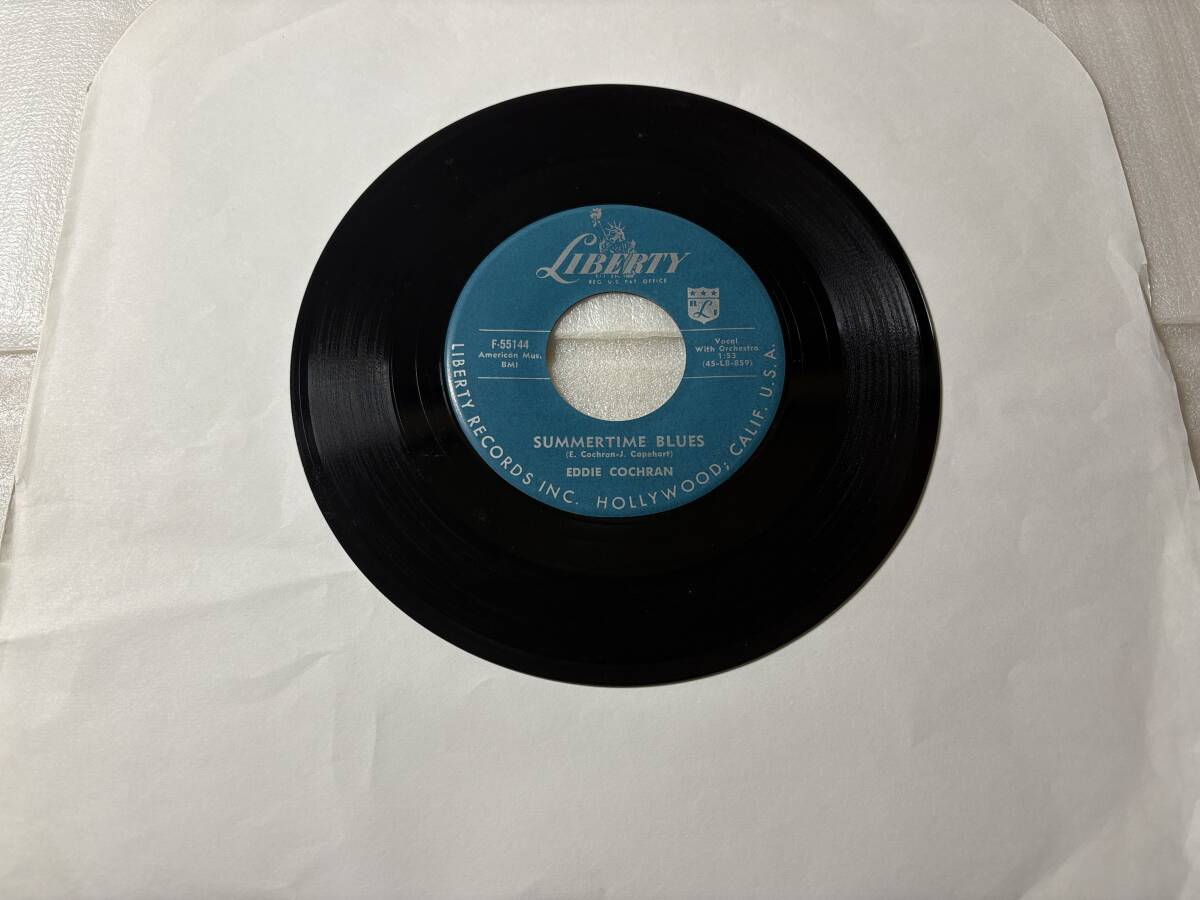 LIBERTY
REG. U.S. PAT. OFFICE
R L I
F-55144
American Mus.
BMI
Vocal
With Orchestra
1:53
(45-LB-859)
SUMMERTIME BLUES
(E. Cochran-J. Capehart)
EDDIE COCHRAN
LIBERTY RECORDS INC. HOLLYWOOD, CALIF. U.S.A.